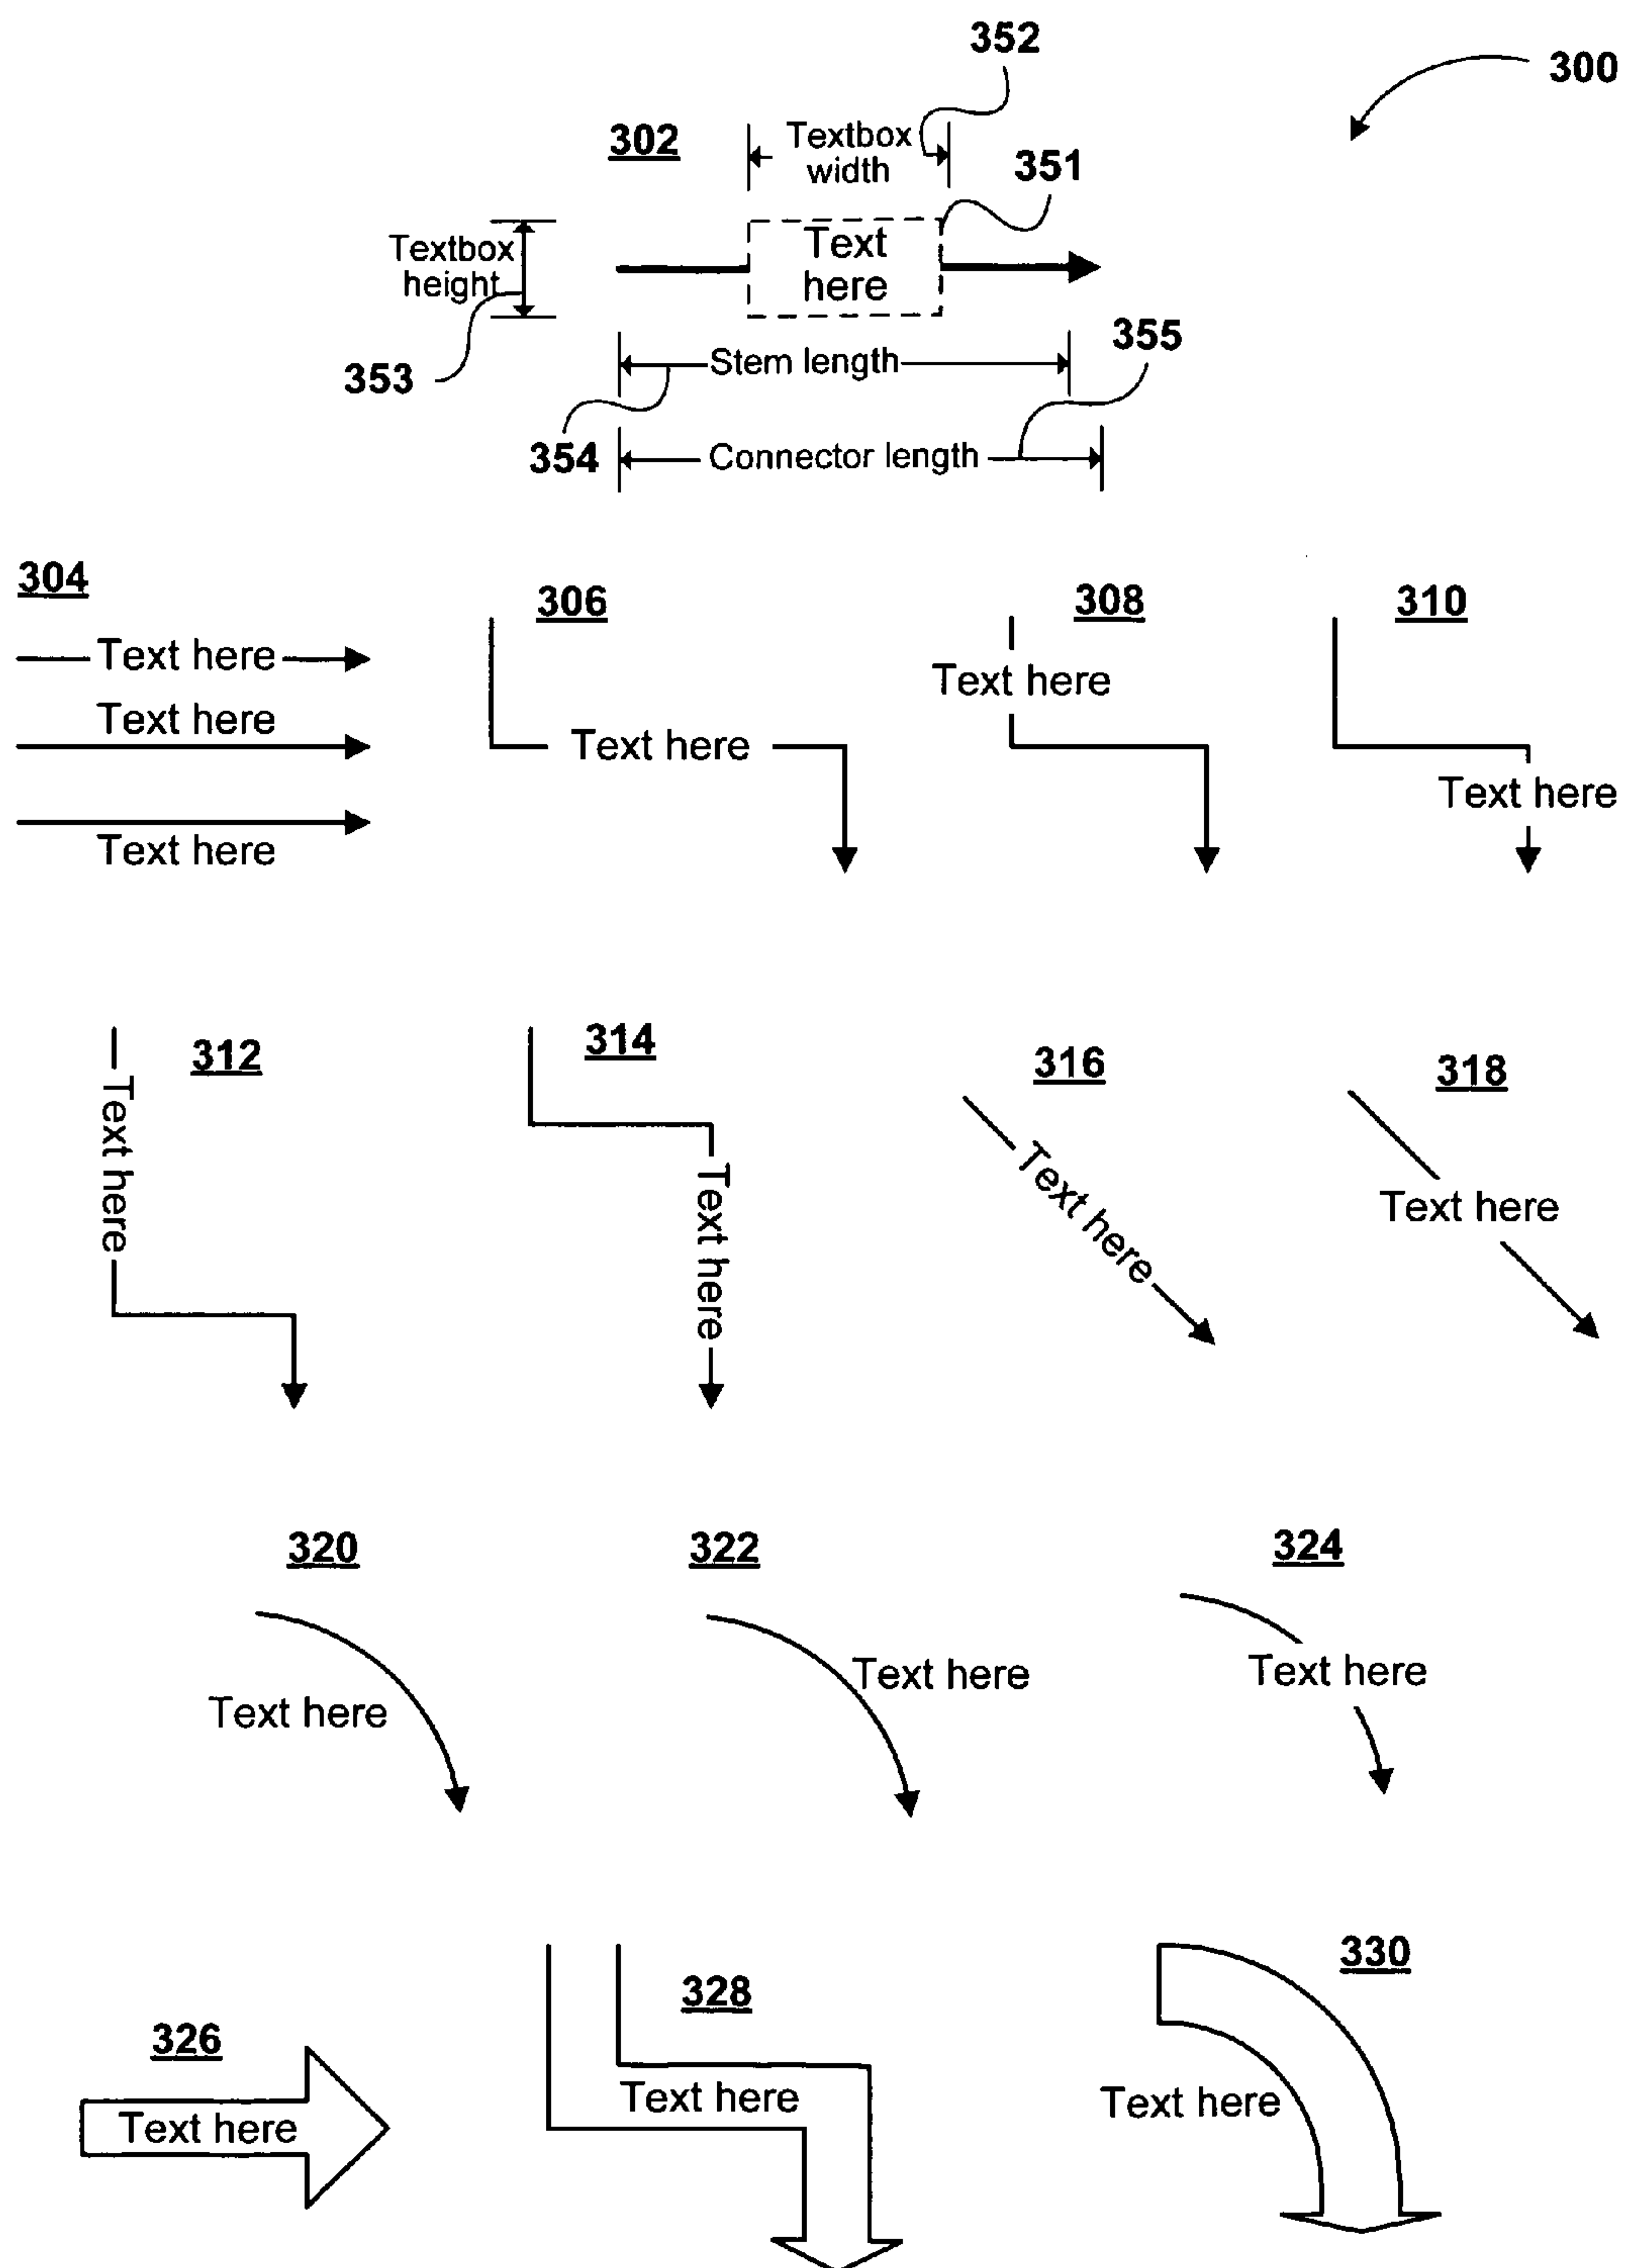 352
300
302
Textbox
width
351
Textbox
height
Text
here
355
353
Stem length
354
Connector length
304
306
308
310
Text here
Text here
Text here
Text here
Text here
Text here
Text here
312
314
316
318
Text here
Text here
Text here
Text here
320
322
324
Text here
Text here
Text here
326
328
330
Text here
Text here
Text here